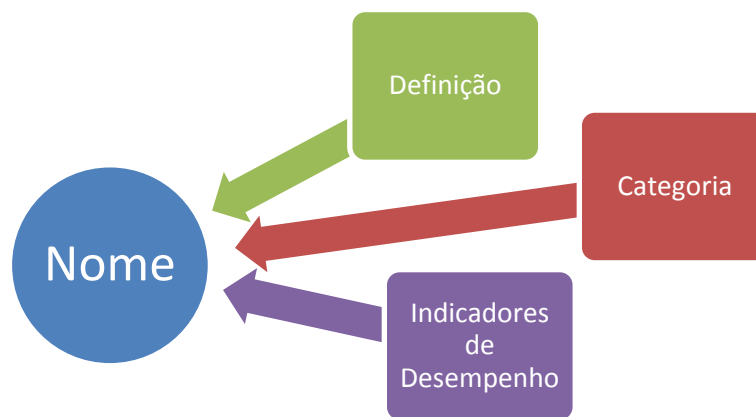 Definição
Categoria
Nome
Indicadores
de
Desempenho